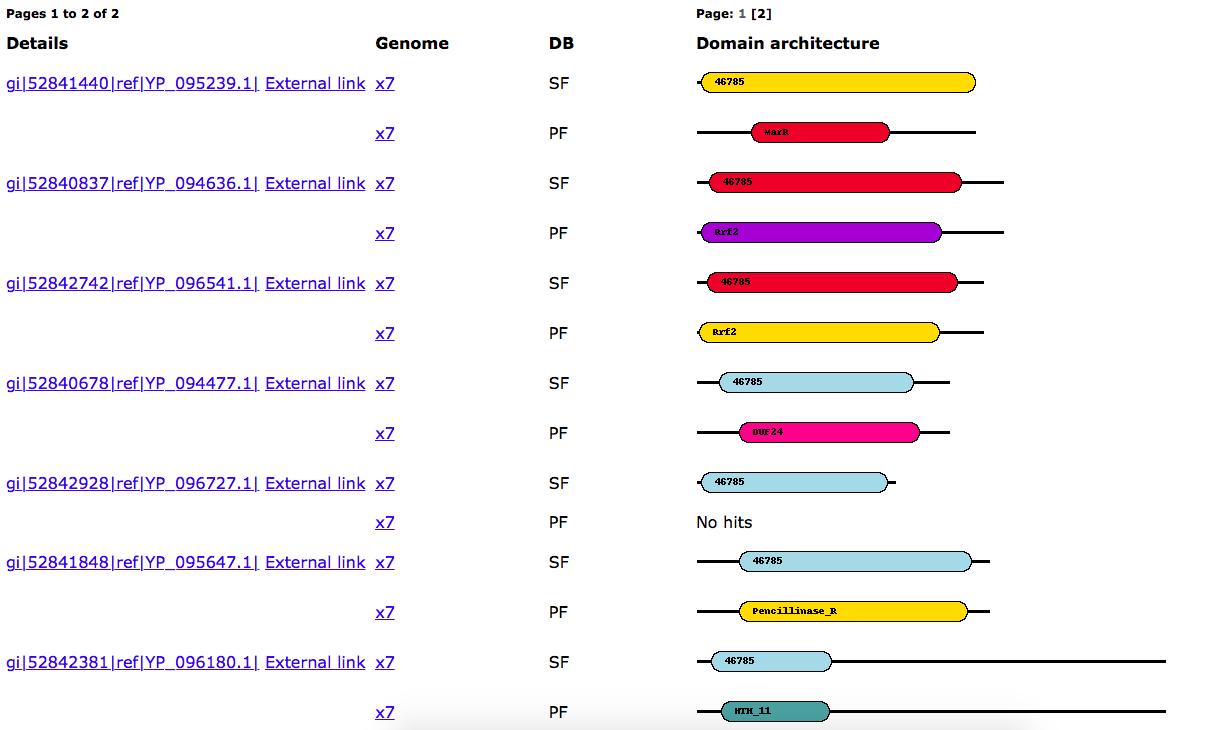 Pages 1 to 2 of 2 Page: 1 [2]
Details Genome DB Domain architecture
gi|52841440|ref|YP_095239.1| External link x7 SF 46785
x7 PF MarR
gi|52840837|ref|YP_094636.1| External link x7 SF 46785
x7 PF Rrf2
gi|52842742|ref|YP_096541.1| External link x7 SF 46785
x7 PF Rrf2
gi|52840678|ref|YP_094477.1| External link x7 SF 46785
x7 PF DUF24
gi|52842928|ref|YP_096727.1| External link x7 SF 46785
x7 PF No hits
gi|52841848|ref|YP_095647.1| External link x7 SF 46785
x7 PF Pencillinase_R
gi|52842381|ref|YP_096180.1| External link x7 SF 46785
x7 PF HTH_11